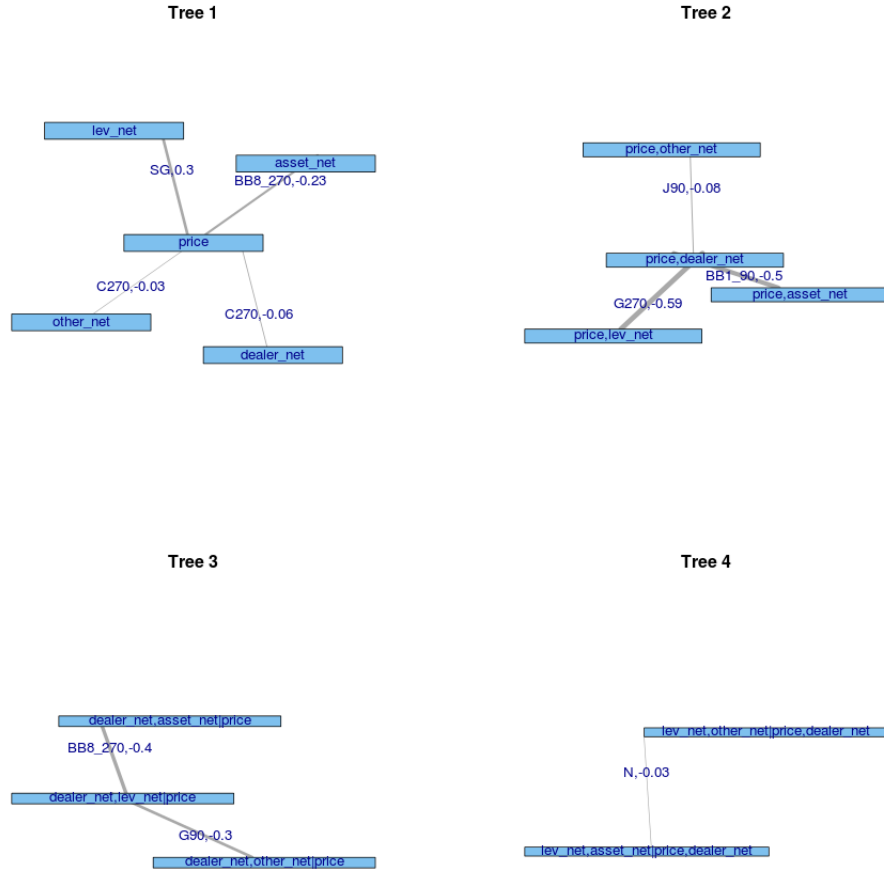 Tree 1
lev_net
SG,0.3
asset_net
BB8_270,-0.23
price
C270,-0.03
other_net
C270,-0.06
dealer_net
Tree 2
price,other_net
J90,-0.08
price,dealer_net
BB1_90,-0.5
price,asset_net
G270,-0.59
price,lev_net
Tree 3
dealer_net,asset_net|price
BB8_270,-0.4
dealer_net,lev_net|price
G90,-0.3
dealer_net,other_net|price
Tree 4
lev_net,other_net|price,dealer_net
N,-0.03
lev_net,asset_net|price,dealer_net